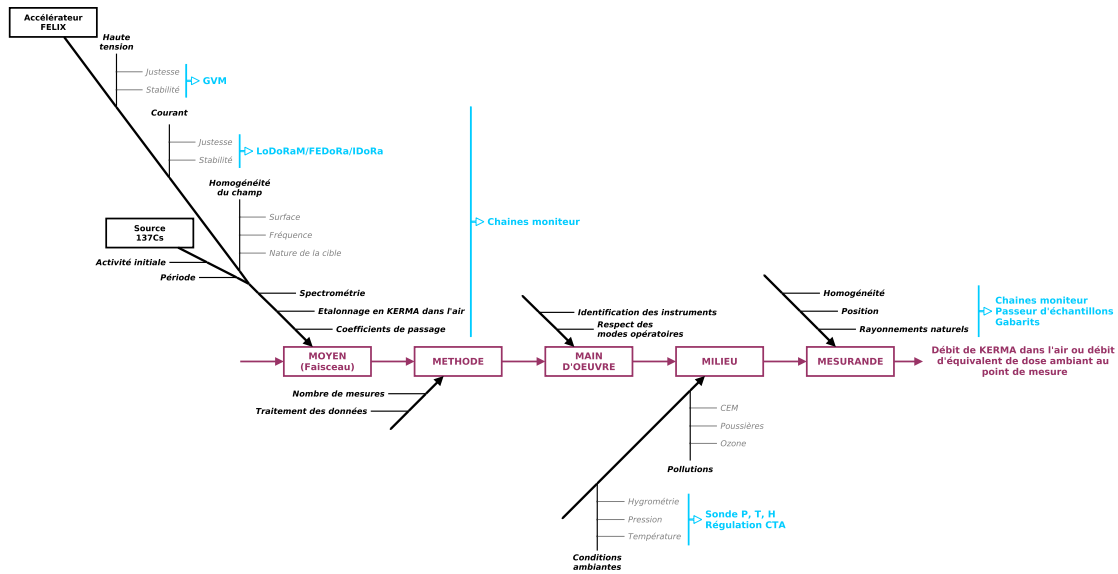 Accélérateur
FELIX
Haute
tension
Justesse
Stabilité
GVM
Courant
Justesse
Stabilité
LoDoRaM/FEDoRa/IDoRa
Homogénéité
du champ
Surface
Fréquence
Nature de la cible
Chaines moniteur
Source
137Cs
Activité initiale
Période
Spectrométrie
Etalonnage en KERMA dans l'air
Coefficients de passage
Identification des instruments
Respect des
modes opératoires
Homogénéité
Position
Rayonnements naturels
Chaines moniteur
Passeur d'échantillons
Gabarits
MOYEN
(Faisceau)
METHODE
MAIN
D'OEUVRE
MILIEU
MESURANDE
Débit de KERMA dans l'air ou débit
d'équivalent de dose ambiant au
point de mesure
Nombre de mesures
Traitement des données
CEM
Poussières
Ozone
Pollutions
Hygrométrie
Pression
Température
Sonde P, T, H
Régulation CTA
Conditions
ambiantes